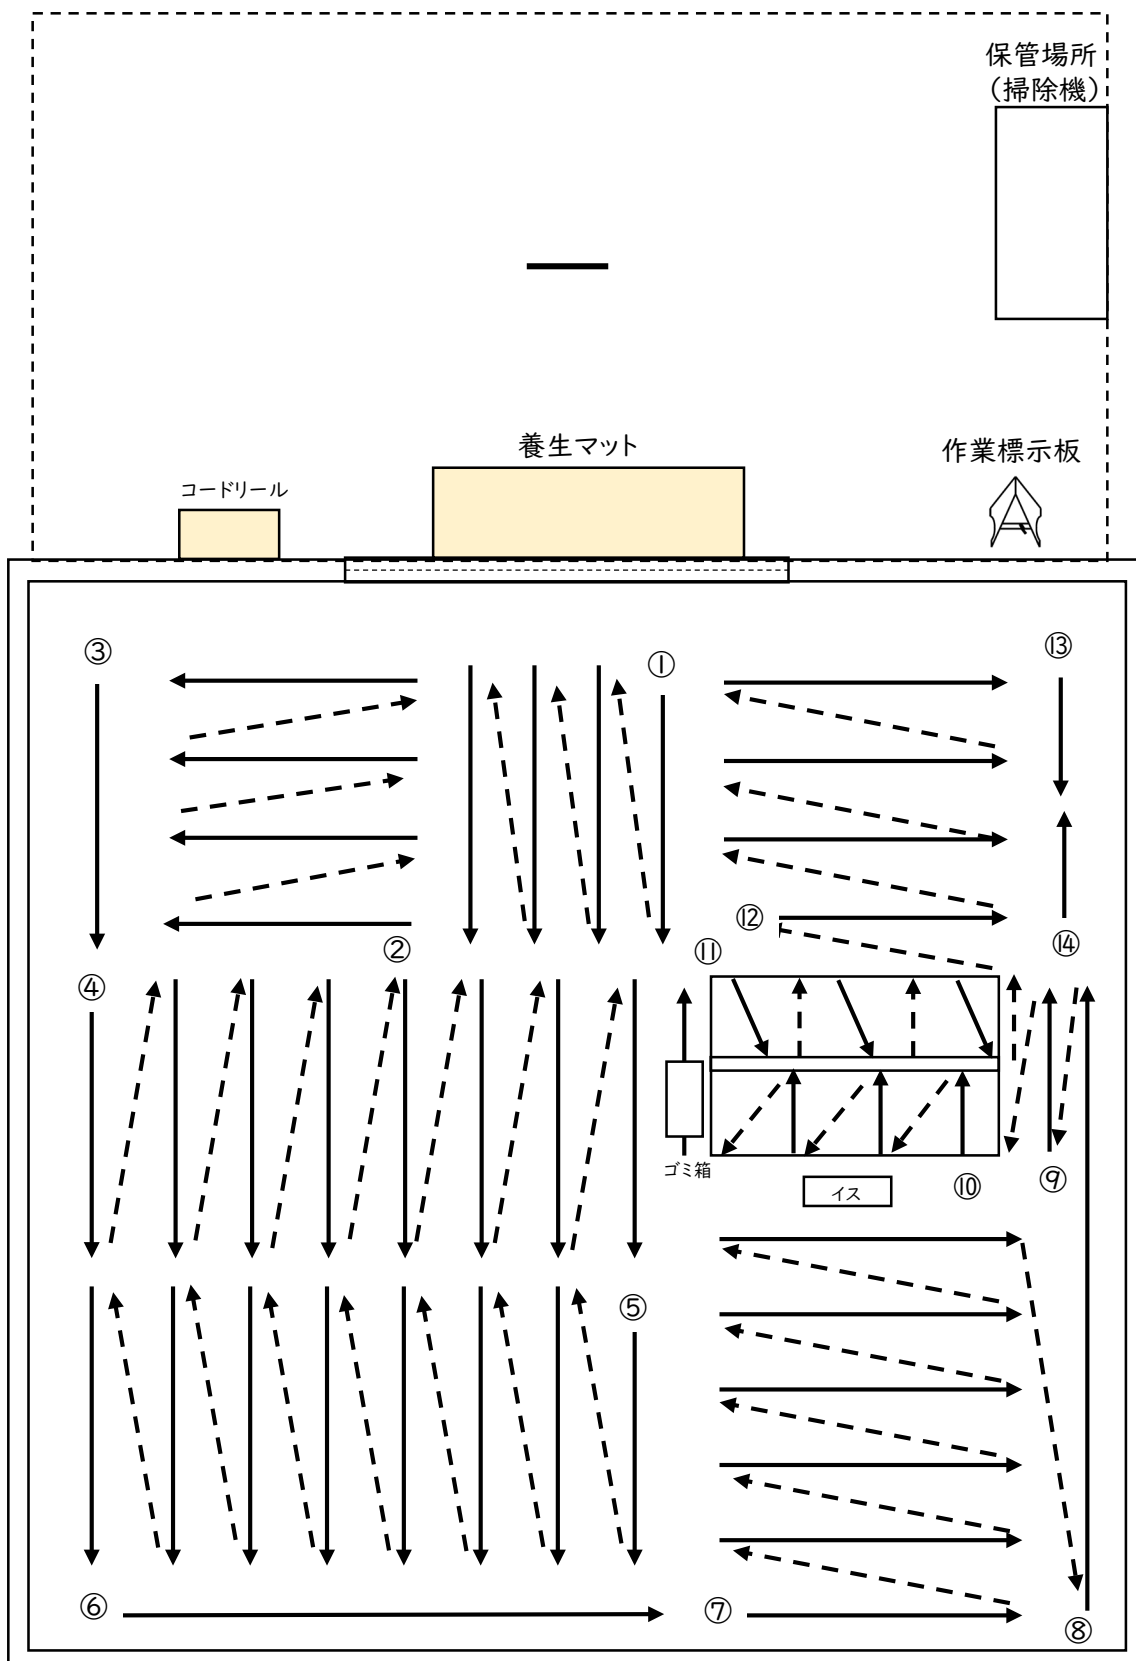 保管場所
（掃除機）
養生マット
作業標示板
コードリール
③
①
⑬
②
⑫
⑪
⑭
④
ゴミ箱
イス
⑩
⑨
⑤
⑥
⑦
⑧